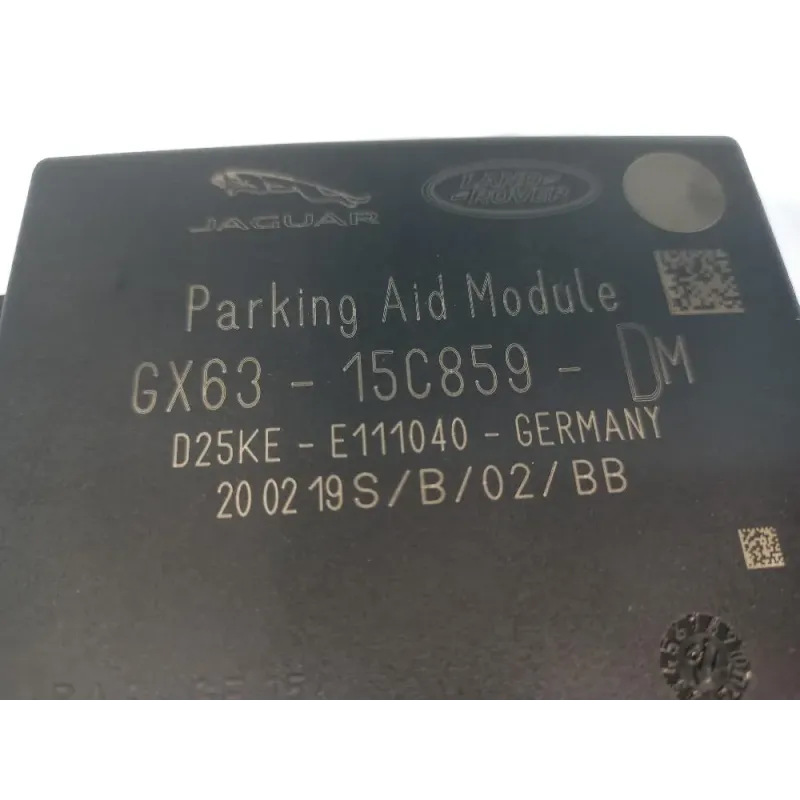 JAGUAR
LAND-
-ROVER
Parking Aid Module
GX63 - 15C859 - DM
D25KE - E111040 - GERMANY
20 02 19 S/B/02/BB